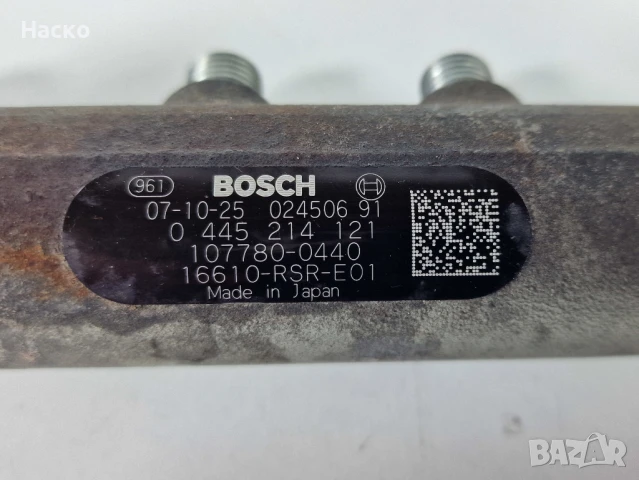 Наско
961 BOSCH
07-10-25 024506 91
0 445 214 121
107780-0440
16610-RSR-E01
Made in Japan
BAZAR